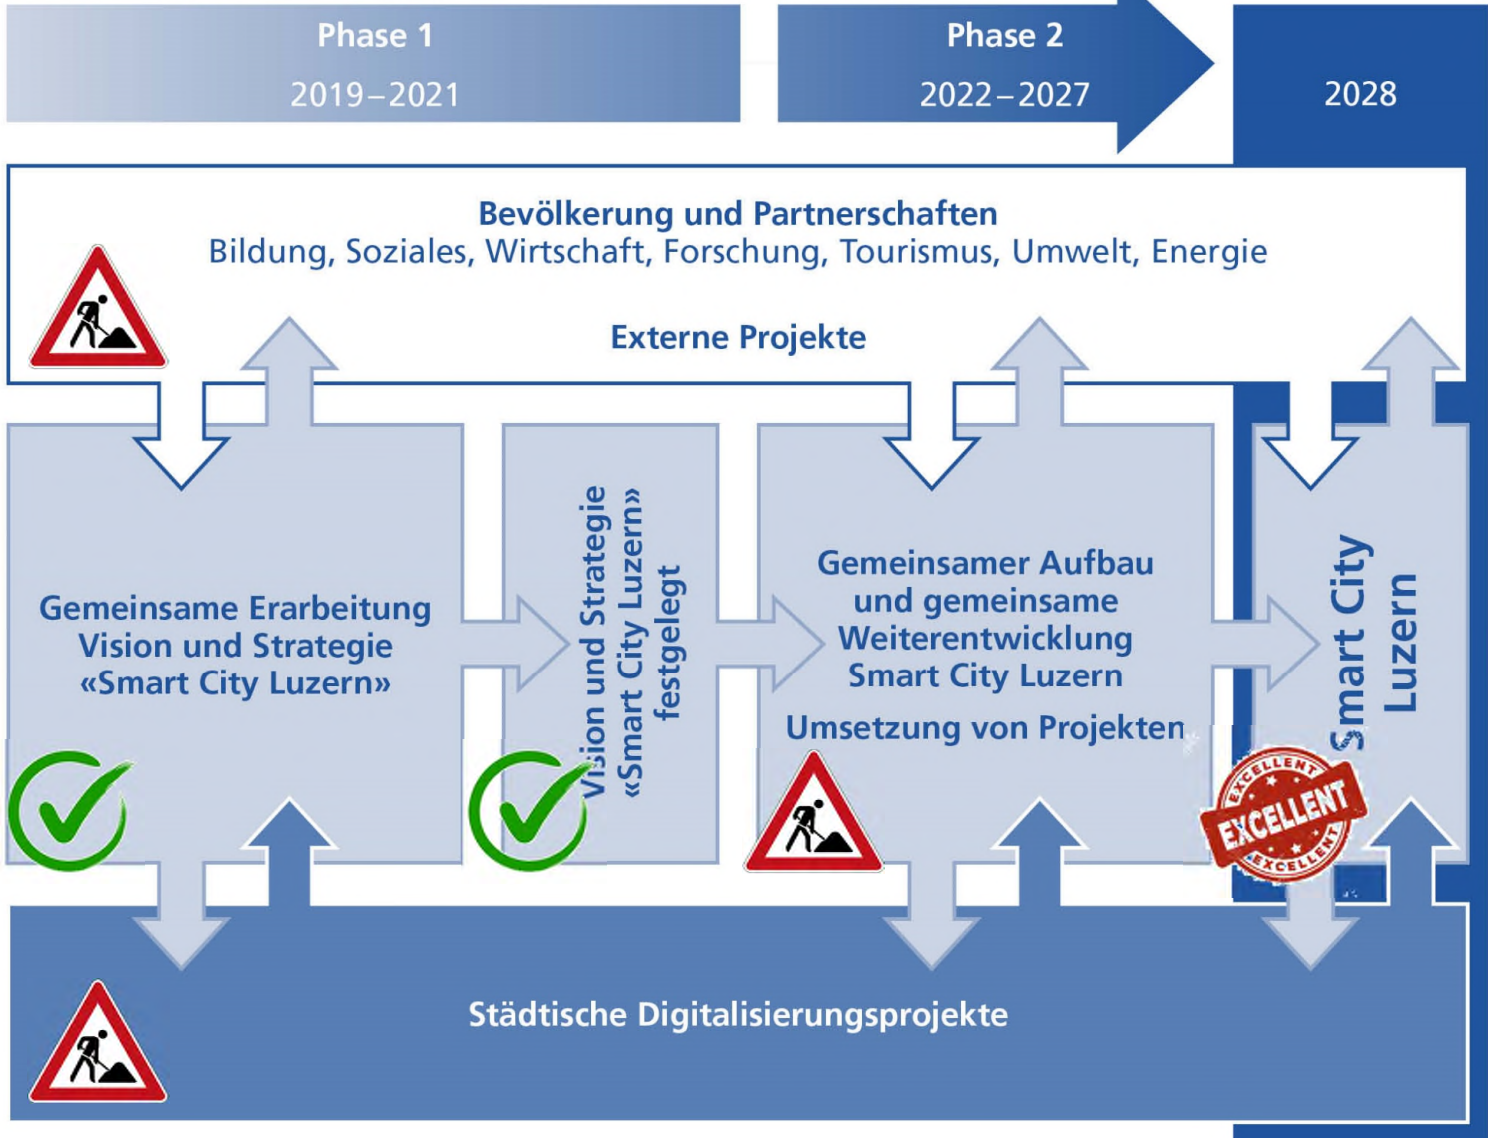 Phase 1
2019–2021
Phase 2
2022–2027
2028
Bevölkerung und Partnerschaften
Bildung, Soziales, Wirtschaft, Forschung, Tourismus, Umwelt, Energie
Externe Projekte
Gemeinsame Erarbeitung
Vision und Strategie
«Smart City Luzern»
Vision und Strategie
«Smart City Luzern»
festgelegt
Gemeinsamer Aufbau
und gemeinsame
Weiterentwicklung
Smart City Luzern
Umsetzung von Projekten
Smart City
Luzern
EXCELLENT
EXCELLENT
EXCELLENT
Städtische Digitalisierungsprojekte